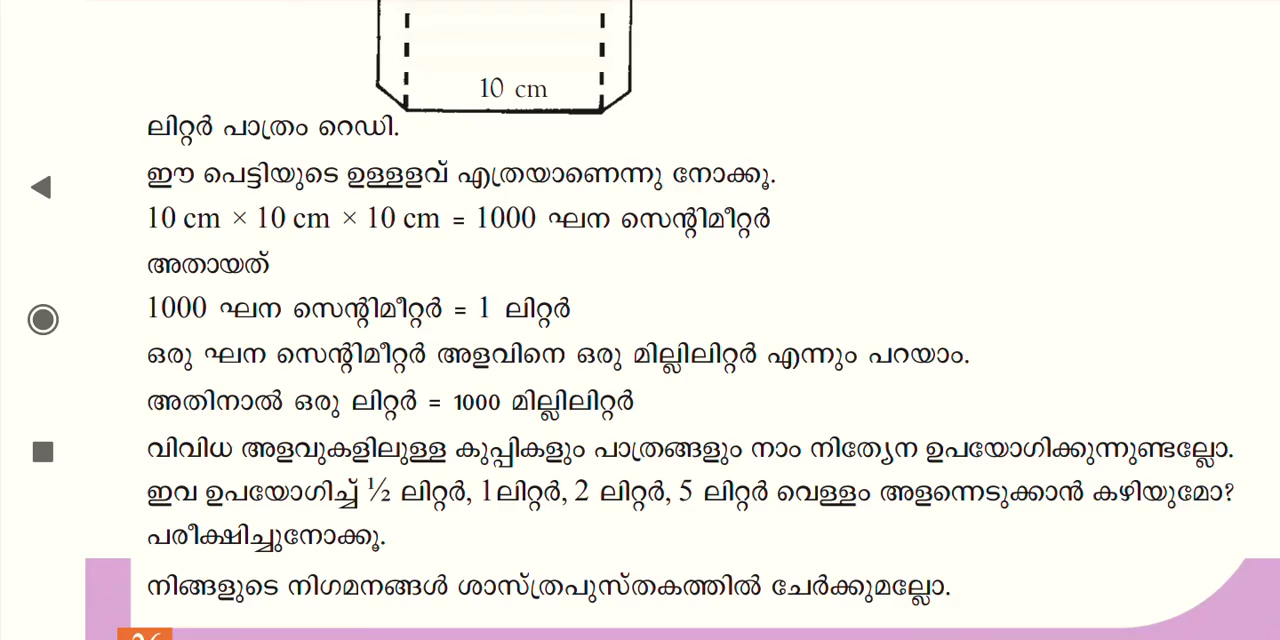 10 cm
ലിറ്റർ പാത്രം റെഡി.
ഈ പെട്ടിയുടെ ഉള്ളളവ് എത്രയാണെന്നു നോക്കൂ.
10 cm × 10 cm × 10 cm = 1000 ഘന സെന്റിമീറ്റർ
അതായത്
1000 ഘന സെന്റിമീറ്റർ = 1 ലിറ്റർ
ഒരു ഘന സെന്റിമീറ്റർ അളവിനെ ഒരു മില്ലിലിറ്റർ എന്നും പറയാം.
അതിനാൽ ഒരു ലിറ്റർ = 1000 മില്ലിലിറ്റർ
വിവിധ അളവുകളിലുള്ള കുപ്പികളും പാത്രങ്ങളും നാം നിത്യേന ഉപയോഗിക്കുന്നുണ്ടല്ലോ.
ഇവ ഉപയോഗിച്ച് ½ ലിറ്റർ, 1ലിറ്റർ, 2 ലിറ്റർ, 5 ലിറ്റർ വെള്ളം അളന്നെടുക്കാൻ കഴിയുമോ?
പരീക്ഷിച്ചുനോക്കൂ.
നിങ്ങളുടെ നിഗമനങ്ങൾ ശാസ്ത്രപുസ്തകത്തിൽ ചേർക്കുമല്ലോ.